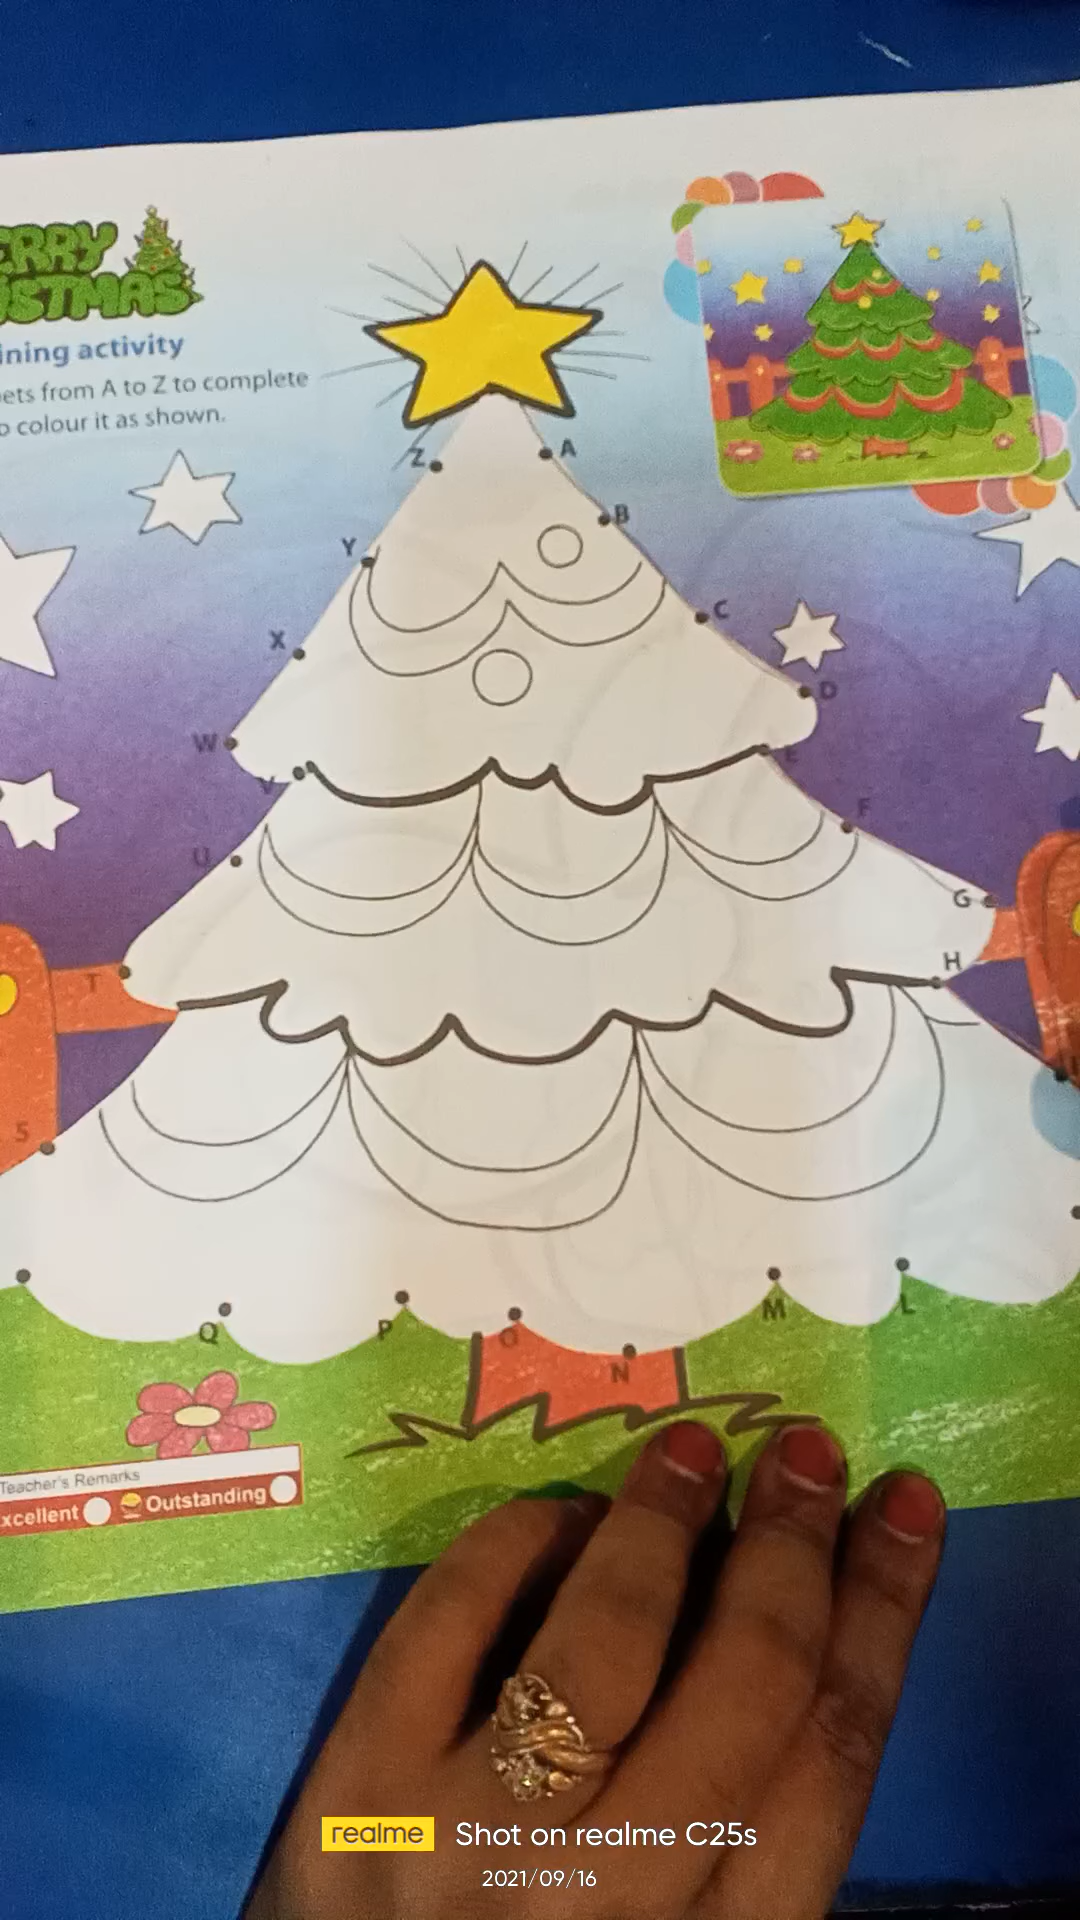 ERRY
ISTMAS
ining activity
ets from A to Z to complete
o colour it as shown.
Z
A
B
Y
C
X
D
W
E
V
F
U
G
H
T
I
S
M
L
Q
P
O
N
Teacher's Remarks
xcellent
Outstanding
realme
Shot on realme C25s
2021/09/16